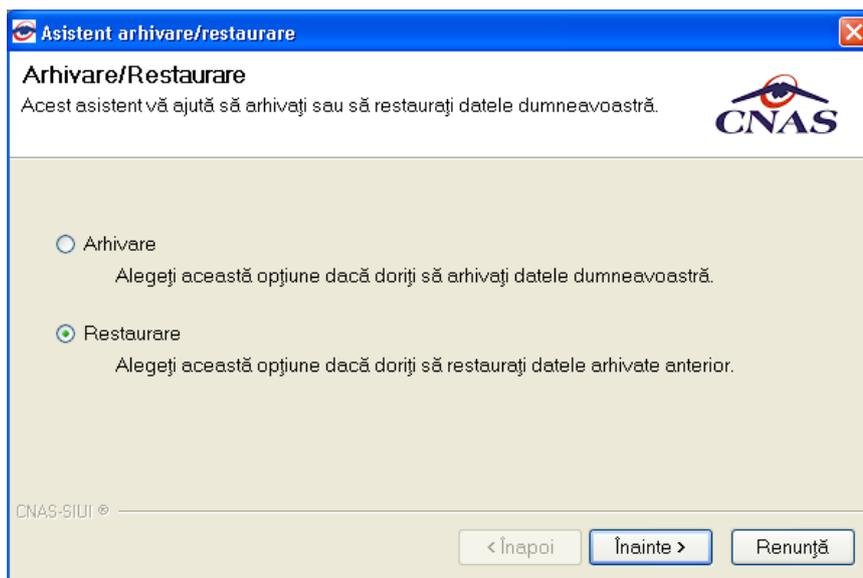 Asistent arhivare/restaurare
Arhivare/Restaurare
Acest asistent vă ajută să arhivaţi sau să restauraţi datele dumneavoastră.
CNAS
Arhivare
Alegeţi această opţiune dacă doriţi să arhivaţi datele dumneavoastră.
Restaurare
Alegeţi această opţiune dacă doriţi să restauraţi datele arhivate anterior.
CNAS-SIUI ®
< Înapoi
Înainte >
Renunţă